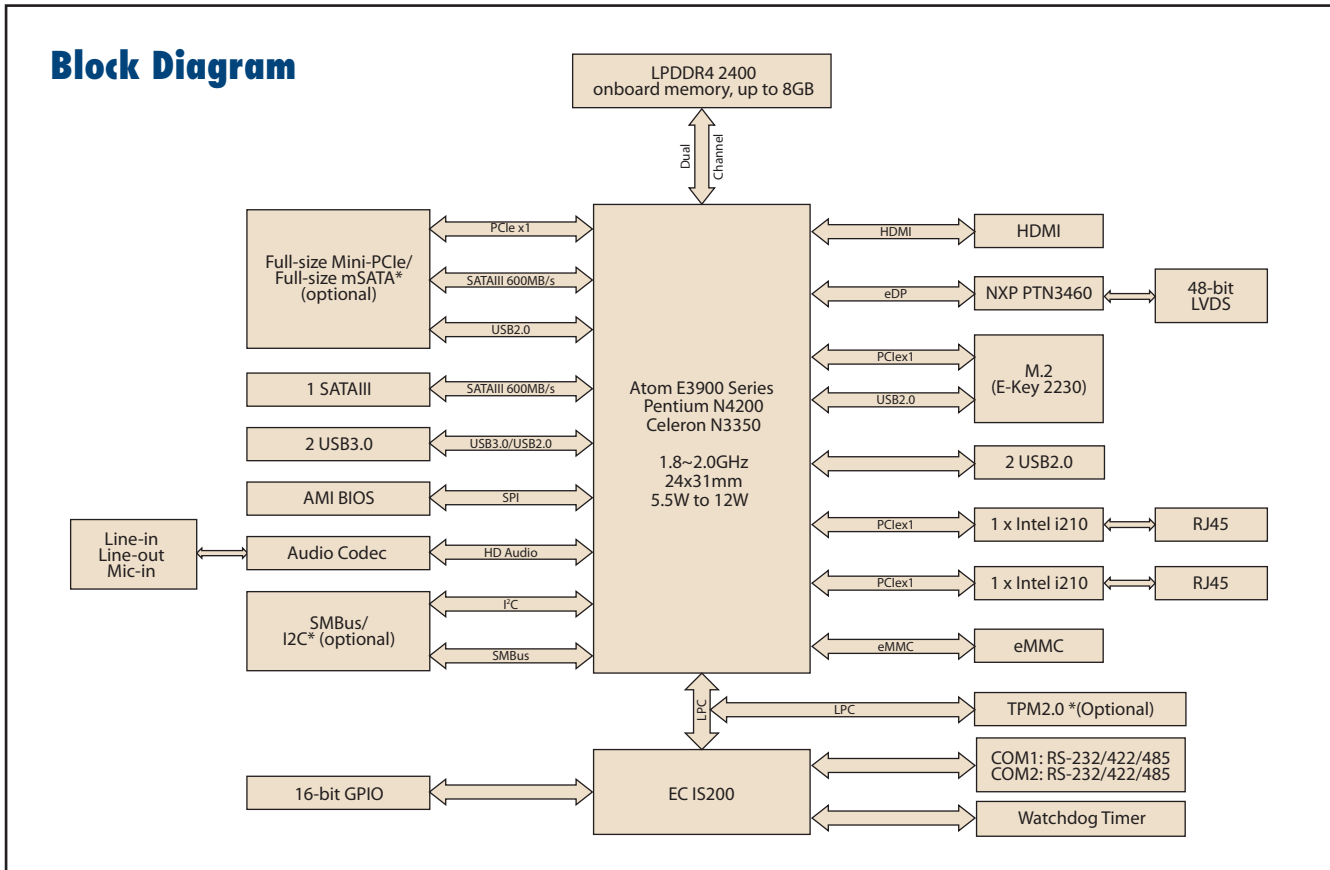 Block Diagram
LPDDR4 2400
onboard memory, up to 8GB
Dual
Channel
Full-size Mini-PCIe/
Full-size mSATA*
(optional)
PCIe x1
SATAIII 600MB/s
USB2.0
1 SATAIII
SATAIII 600MB/s
2 USB3.0
USB3.0/USB2.0
AMI BIOS
SPI
Line-in
Line-out
Mic-in
Audio Codec
HD Audio
SMBus/
I2C* (optional)
I²C
SMBus
Atom E3900 Series
Pentium N4200
Celeron N3350
1.8~2.0GHz
24x31mm
5.5W to 12W
HDMI
HDMI
eDP
NXP PTN3460
48-bit
LVDS
PCIex1
USB2.0
M.2
(E-Key 2230)
2 USB2.0
PCIex1
1 x Intel i210
RJ45
PCIex1
1 x Intel i210
RJ45
eMMC
eMMC
LPC
LPC
TPM2.0 *(Optional)
16-bit GPIO
EC IS200
COM1: RS-232/422/485
COM2: RS-232/422/485
Watchdog Timer